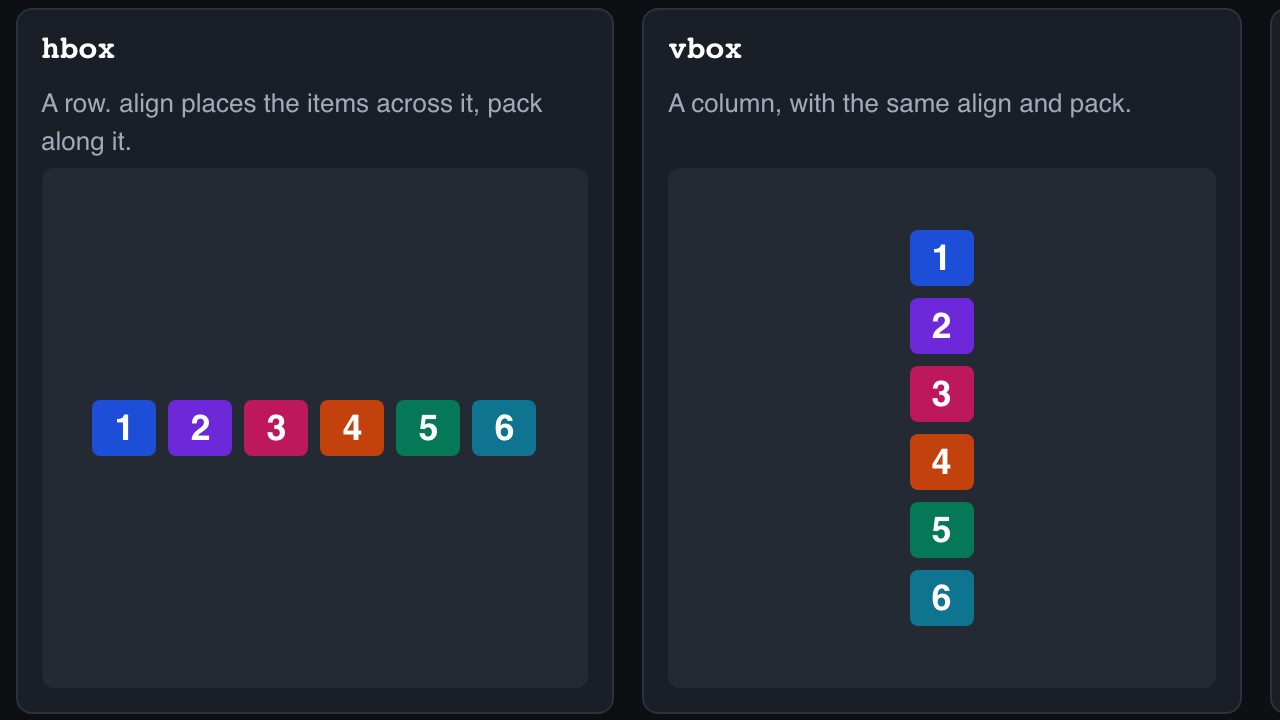 hbox
A row. align places the items across it, pack
along it.
1 2 3 4 5 6
vbox
A column, with the same align and pack.
1
2
3
4
5
6